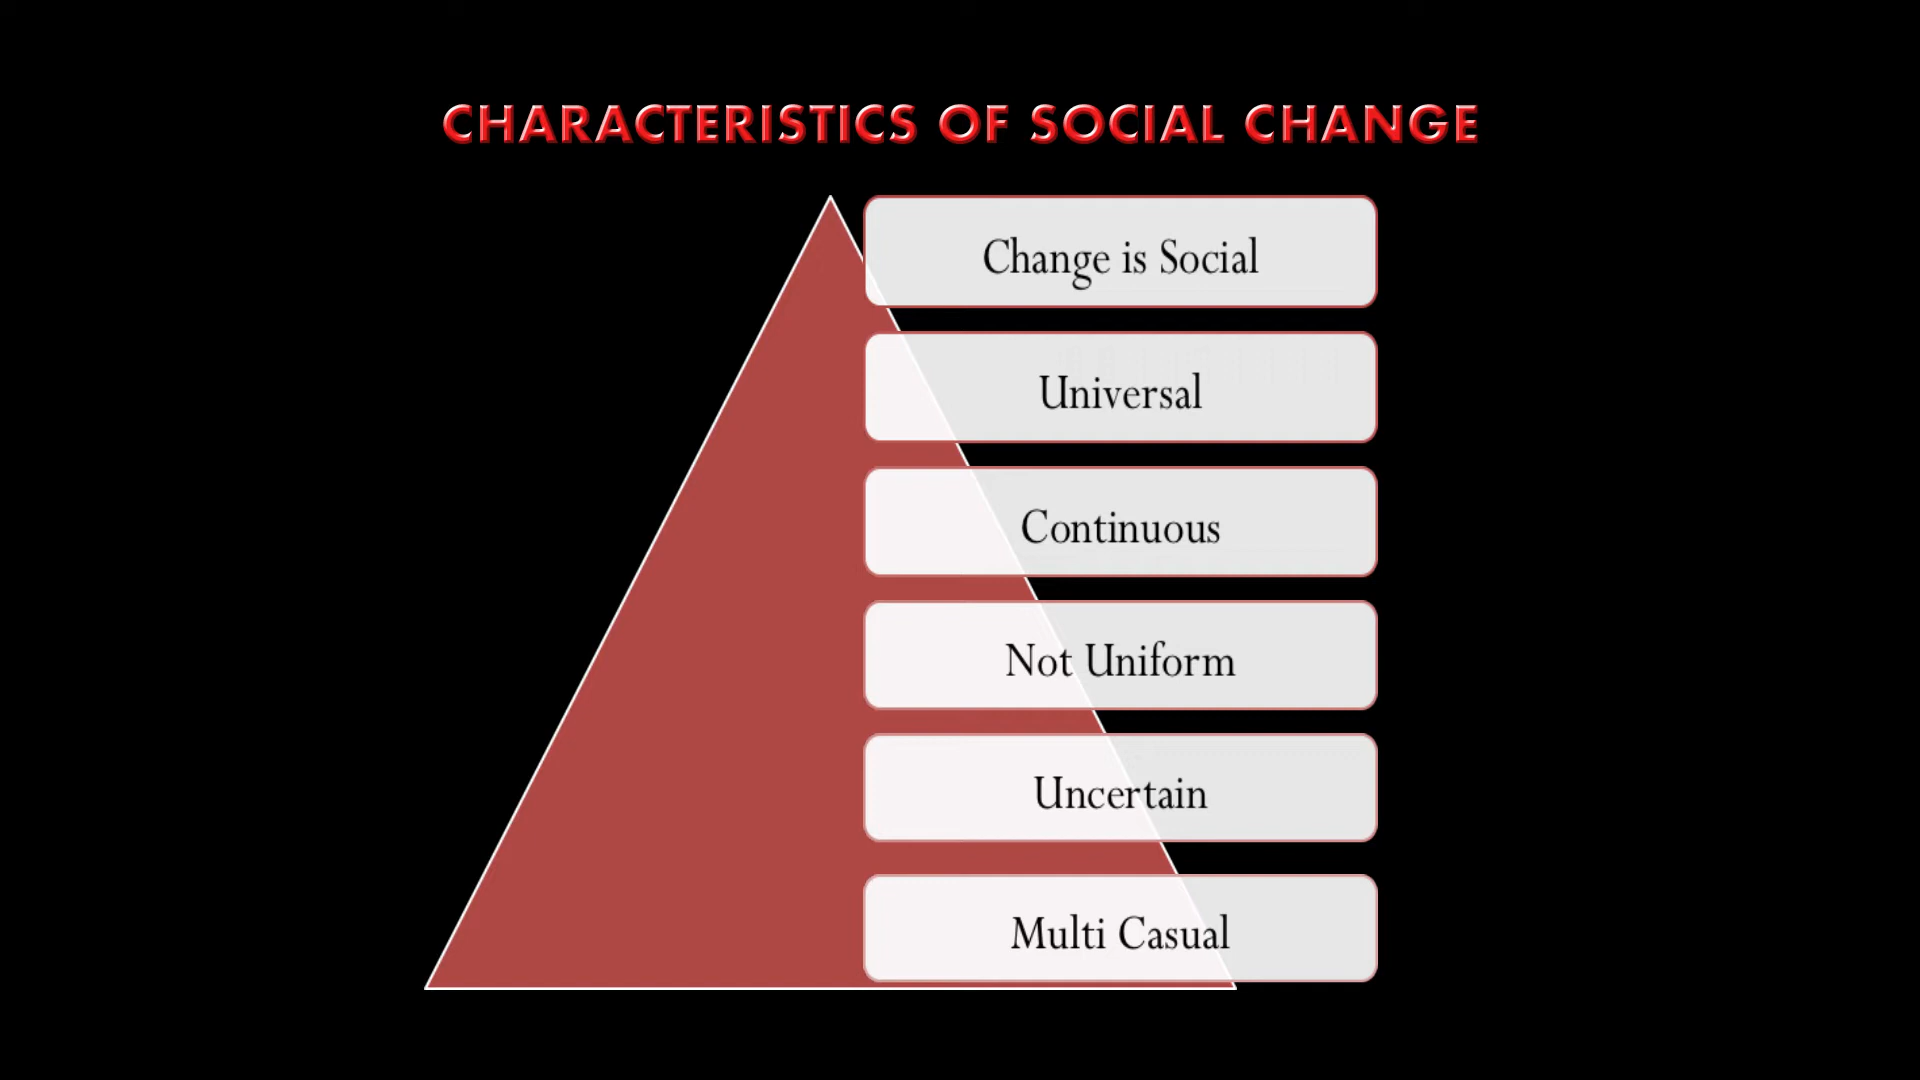 CHARACTERISTICS OF SOCIAL CHANGE
Change is Social
Universal
Continuous
Not Uniform
Uncertain
Multi Casual